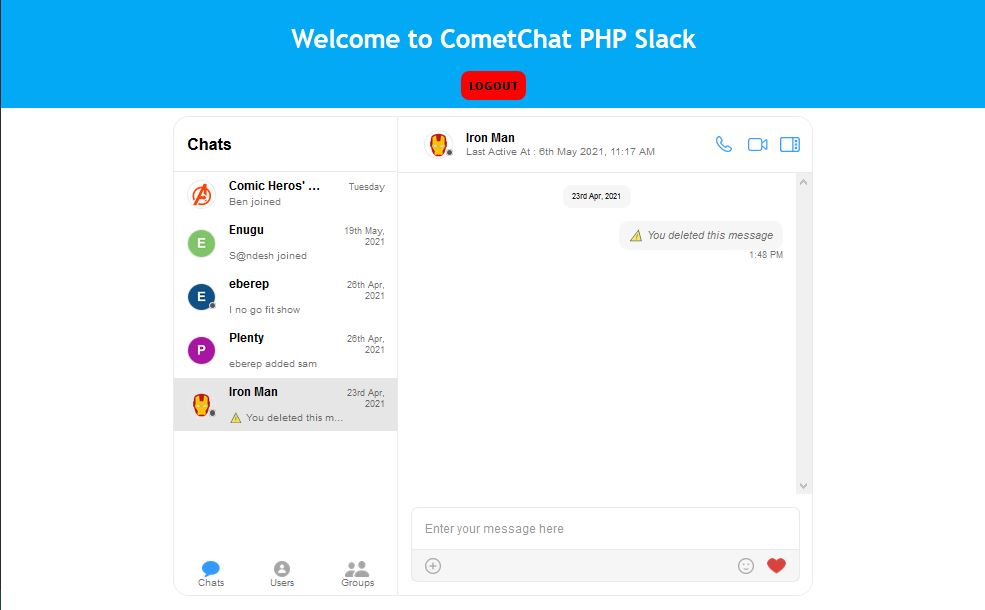 Welcome to CometChat PHP Slack
LOGOUT
Chats
Comic Heros' ...
Tuesday
Ben joined
E
Enugu
19th May,
2021
S@ndesh joined
E
eberep
26th Apr,
2021
I no go fit show
P
Plenty
26th Apr,
2021
eberep added sam
Iron Man
23rd Apr,
2021
You deleted this m...
Chats
Users
Groups
Iron Man
Last Active At : 6th May 2021, 11:17 AM
23rd Apr, 2021
You deleted this message
1:48 PM
Enter your message here